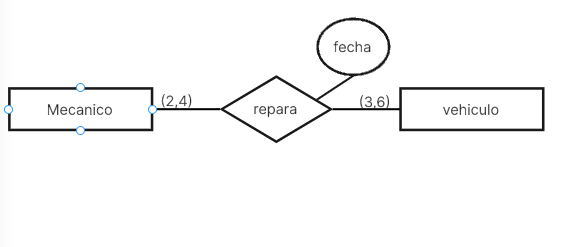 fecha
Mecanico
(2,4)
repara
(3,6)
vehiculo